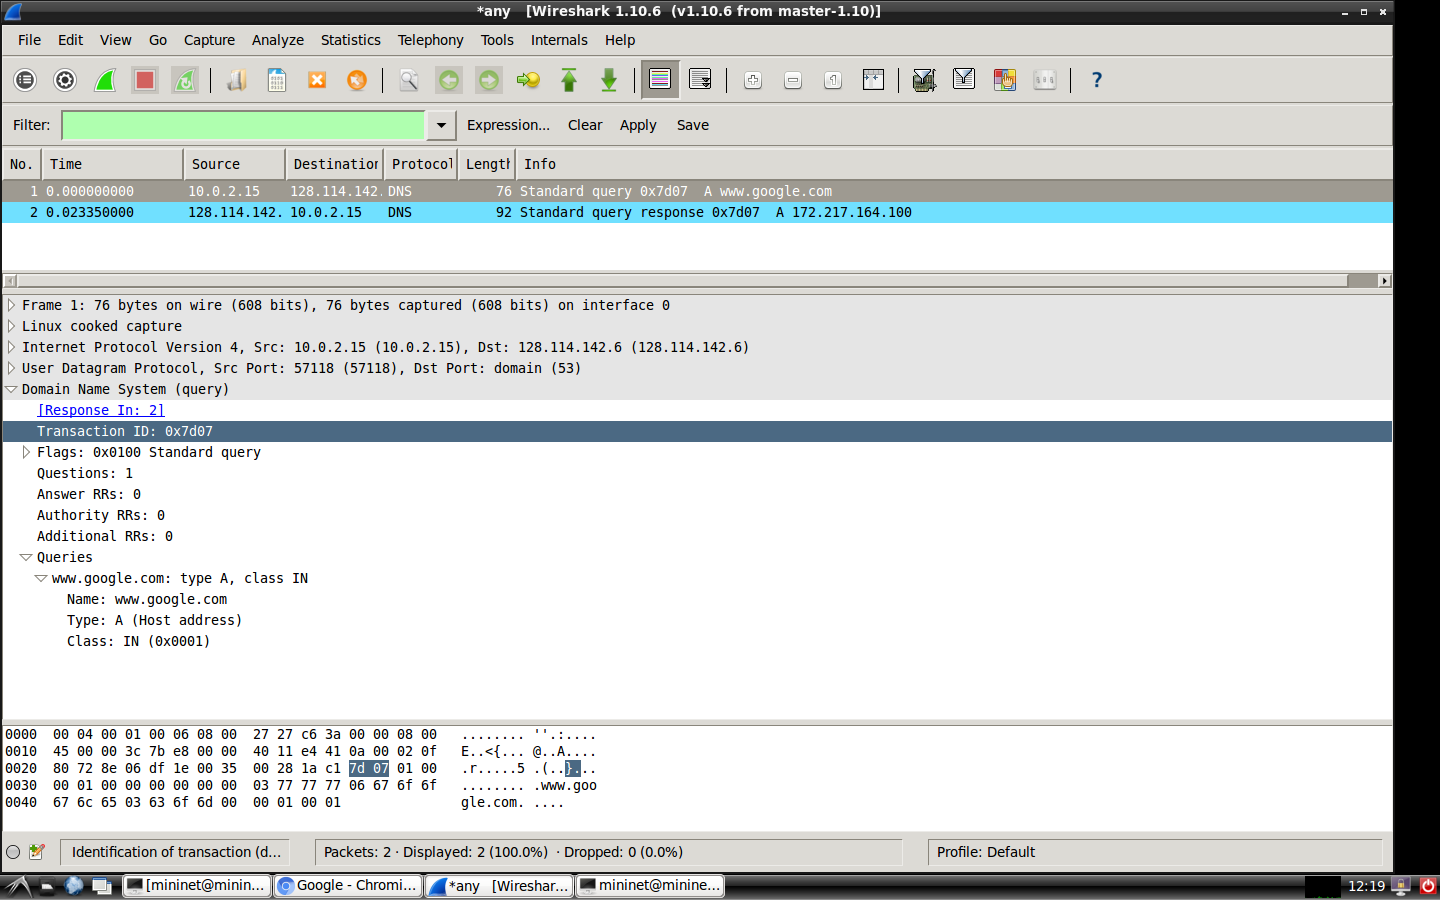 *any   [Wireshark 1.10.6  (v1.10.6 from master-1.10)]
File Edit View Go Capture Analyze Statistics Telephony Tools Internals Help
Filter: Expression... Clear Apply Save
No. Time Source Destination Protocol Length Info
1 0.000000000 10.0.2.15 128.114.142. DNS 76 Standard query 0x7d07  A www.google.com
2 0.023350000 128.114.142. 10.0.2.15 DNS 92 Standard query response 0x7d07  A 172.217.164.100
Frame 1: 76 bytes on wire (608 bits), 76 bytes captured (608 bits) on interface 0
Linux cooked capture
Internet Protocol Version 4, Src: 10.0.2.15 (10.0.2.15), Dst: 128.114.142.6 (128.114.142.6)
User Datagram Protocol, Src Port: 57118 (57118), Dst Port: domain (53)
Domain Name System (query)
[Response In: 2]
Transaction ID: 0x7d07
Flags: 0x0100 Standard query
Questions: 1
Answer RRs: 0
Authority RRs: 0
Additional RRs: 0
Queries
www.google.com: type A, class IN
Name: www.google.com
Type: A (Host address)
Class: IN (0x0001)
0000  00 04 00 01 00 06 08 00  27 27 c6 3a 00 00 08 00   ........ ''.:....
0010  45 00 00 3c 7b e8 00 00  40 11 e4 41 0a 00 02 0f   E..<{... @..A....
0020  80 72 8e 06 df 1e 00 35  00 28 1a c1 7d 07 01 00   .r.....5 .(..}...
0030  00 01 00 00 00 00 00 00  03 77 77 77 06 67 6f 6f   ........ .www.goo
0040  67 6c 65 03 63 6f 6d 00  00 01 00 01               gle.com. ....
Identification of transaction (d... Packets: 2 · Displayed: 2 (100.0%)  · Dropped: 0 (0.0%) Profile: Default
[mininet@minin... Google - Chromi... *any   [Wireshar... mininet@minine... 12:19